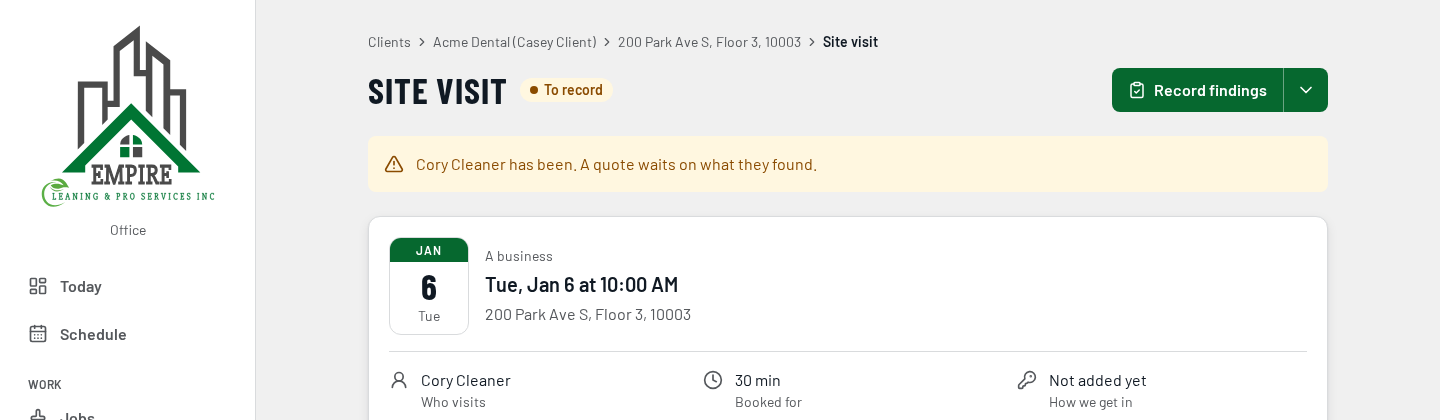 EMPIRE
LEANING & PRO SERVICES INC
Office
Today
Schedule
WORK
Jobs
Clients > Acme Dental (Casey Client) > 200 Park Ave S, Floor 3, 10003 > Site visit
SITE VISIT
To record
Record findings
Cory Cleaner has been. A quote waits on what they found.
JAN
6
Tue
A business
Tue, Jan 6 at 10:00 AM
200 Park Ave S, Floor 3, 10003
Cory Cleaner
Who visits
30 min
Booked for
Not added yet
How we get in